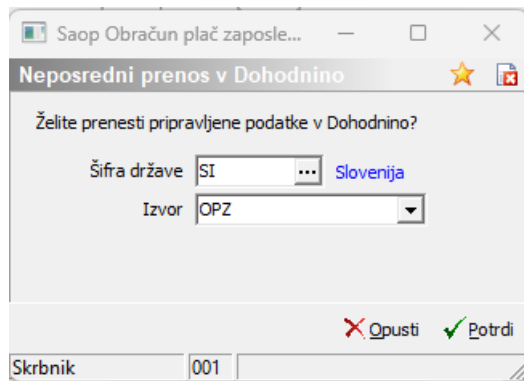 Saop Obračun plač zaposle...
Neposredni prenos v Dohodnino
Želite prenesti pripravljene podatke v Dohodnino?
Šifra države SI ... Slovenija
Izvor OPZ
Opusti Potrdi
Skrbnik 001